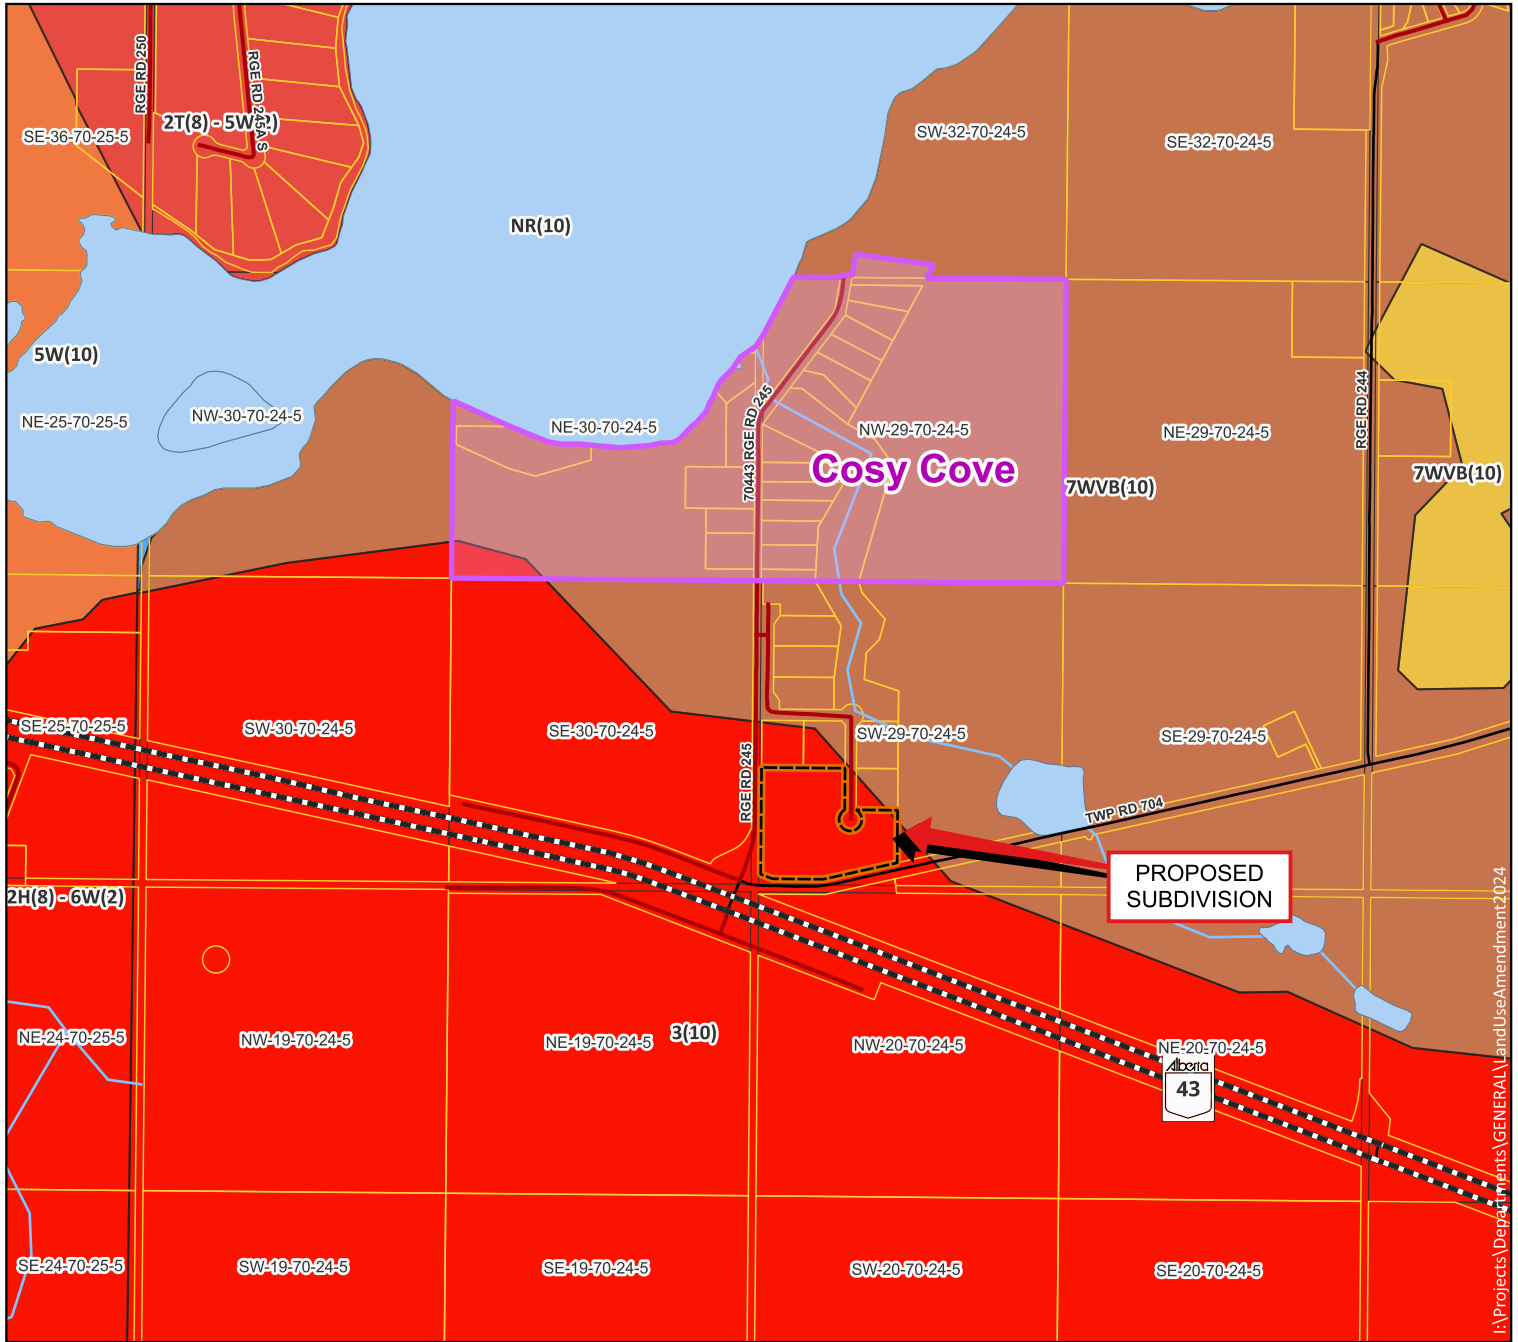 RGE RD 250
RGE RD 245A S
2T(8) - 5W(2)
SE-36-70-25-5
SW-32-70-24-5
SE-32-70-24-5
NR(10)
5W(10)
NE-25-70-25-5
NW-30-70-24-5
NE-30-70-24-5
70443 RGE RD 245
NW-29-70-24-5
Cosy Cove
7WVB(10)
NE-29-70-24-5
RGE RD 244
7WVB(10)
SE-25-70-25-5
SW-30-70-24-5
SE-30-70-24-5
RGE RD 245
SW-29-70-24-5
SE-29-70-24-5
TWP RD 704
PROPOSED
SUBDIVISION
2H(8) - 6W(2)
NE-24-70-25-5
NW-19-70-24-5
NE-19-70-24-5
3(10)
NW-20-70-24-5
NE-20-70-24-5
Alberta
43
SE-24-70-25-5
SW-19-70-24-5
SE-19-70-24-5
SW-20-70-24-5
SE-20-70-24-5
I:\Projects\Departments\GENERAL\LandUseAmendment2024